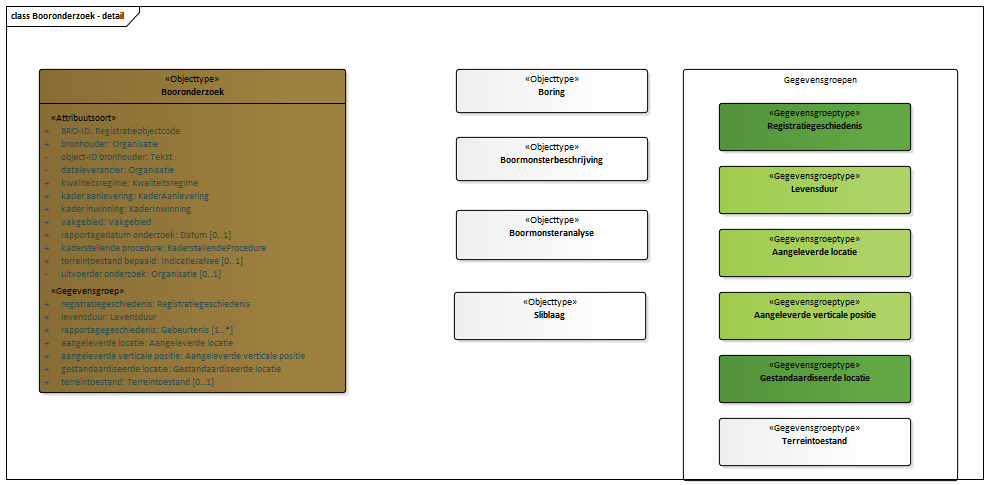 class Booronderzoek - detail
«Objecttype»
Booronderzoek
«Attribuutsoort»
+ BRO-ID: Registratieobjectcode
+ bronhouder: Organisatie
- object-ID bronhouder: Tekst
- dataleverancier: Organisatie
+ kwaliteitsregime: Kwaliteitsregime
+ kader aanlevering: KaderAanlevering
+ kader inwinning: KaderInwinning
+ vakgebied: Vakgebied
+ rapportagedatum onderzoek: Datum [0..1]
+ kaderstellende procedure: KaderstellendeProcedure
+ terreintoestand bepaald: IndicatieJaNee [0..1]
- uitvoerder onderzoek: Organisatie [0..1]
«Gegevensgroep»
+ registratiegeschiedenis: Registratiegeschiedenis
+ levensduur: Levensduur
+ rapportagegeschiedenis: Gebeurtenis [1..*]
+ aangeleverde locatie: Aangeleverde locatie
+ aangeleverde verticale positie: Aangeleverde verticale positie
+ gestandaardiseerde locatie: Gestandaardiseerde locatie
+ terreintoestand: Terreintoestand [0..1]
«Objecttype»
Boring
«Objecttype»
Boormonsterbeschrijving
«Objecttype»
Boormonsteranalyse
«Objecttype»
Sliblaag
Gegevensgroepen
«Gegevensgroeptype»
Registratiegeschiedenis
«Gegevensgroeptype»
Levensduur
«Gegevensgroeptype»
Aangeleverde locatie
«Gegevensgroeptype»
Aangeleverde verticale positie
«Gegevensgroeptype»
Gestandaardiseerde locatie
«Gegevensgroeptype»
Terreintoestand